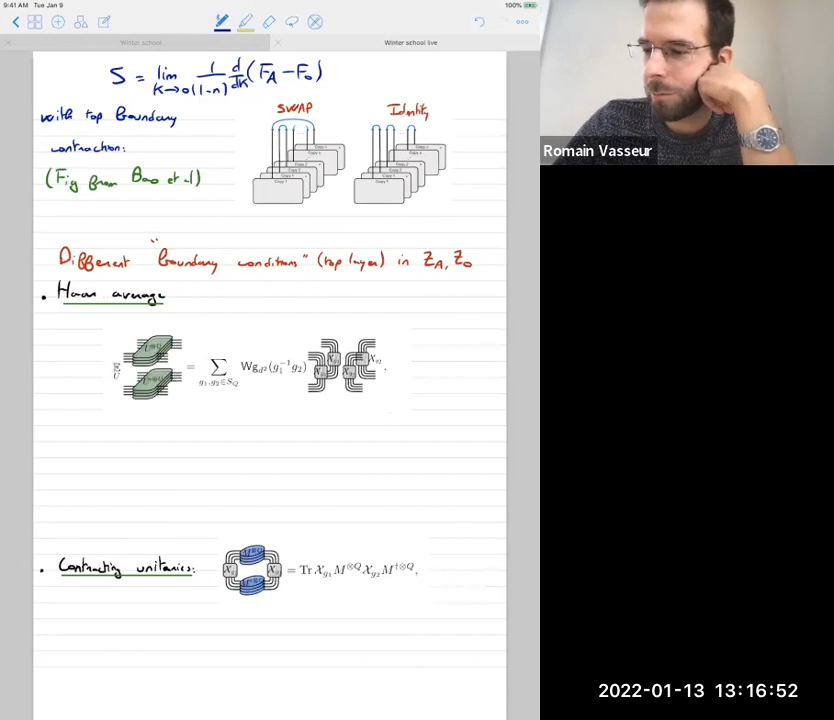 9:41 AM Tue Jan 9
100%
Winter school
Winter school live
S = lim K→0 1/(1-n) d/dK (F_A − F_0)
with top boundary
contraction:
(Fig from Bao et al)
SWAP
Identity
Different "boundary conditions" (top layer) in Z_A, Z_0
• Haar average
𝔼_U = ∑_{g_1,g_2∈S_Q} Wg_{d²}(g_1^{-1}g_2)
• Contracting unitaries:
= Tr 𝒳_{g_1} M^{⊗Q} 𝒳_{g_2} M^{†⊗Q},
Romain Vasseur
2022-01-13 13:16:52